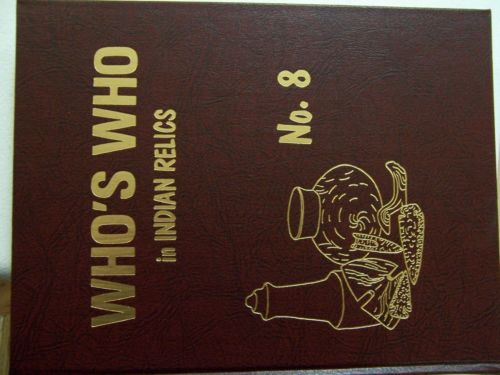 WHO'S WHO
in INDIAN RELICS
No. 8